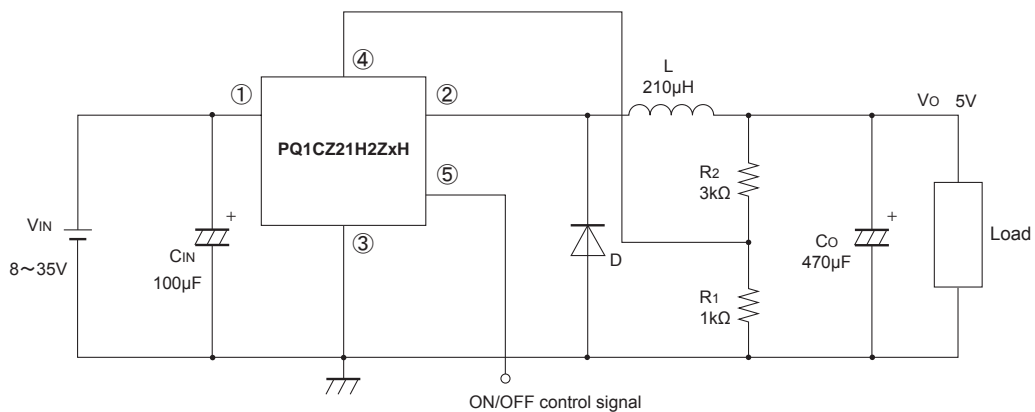 ④
L
210µH
①
②
VO 5V
PQ1CZ21H2ZxH
⑤
R2
3kΩ
VIN
8～35V
+
CIN
100µF
③
D
+
CO
470µF
Load
R1
1kΩ
ON/OFF control signal